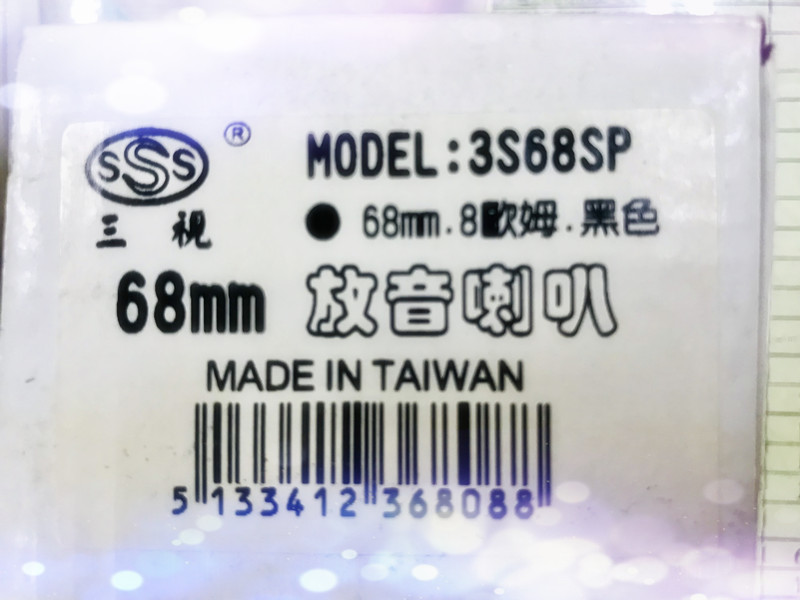 SSS ®
三視
MODEL:3S68SP
● 68mm.8歐姆.黑色
68mm 放音喇叭
MADE IN TAIWAN
5 133412 368088